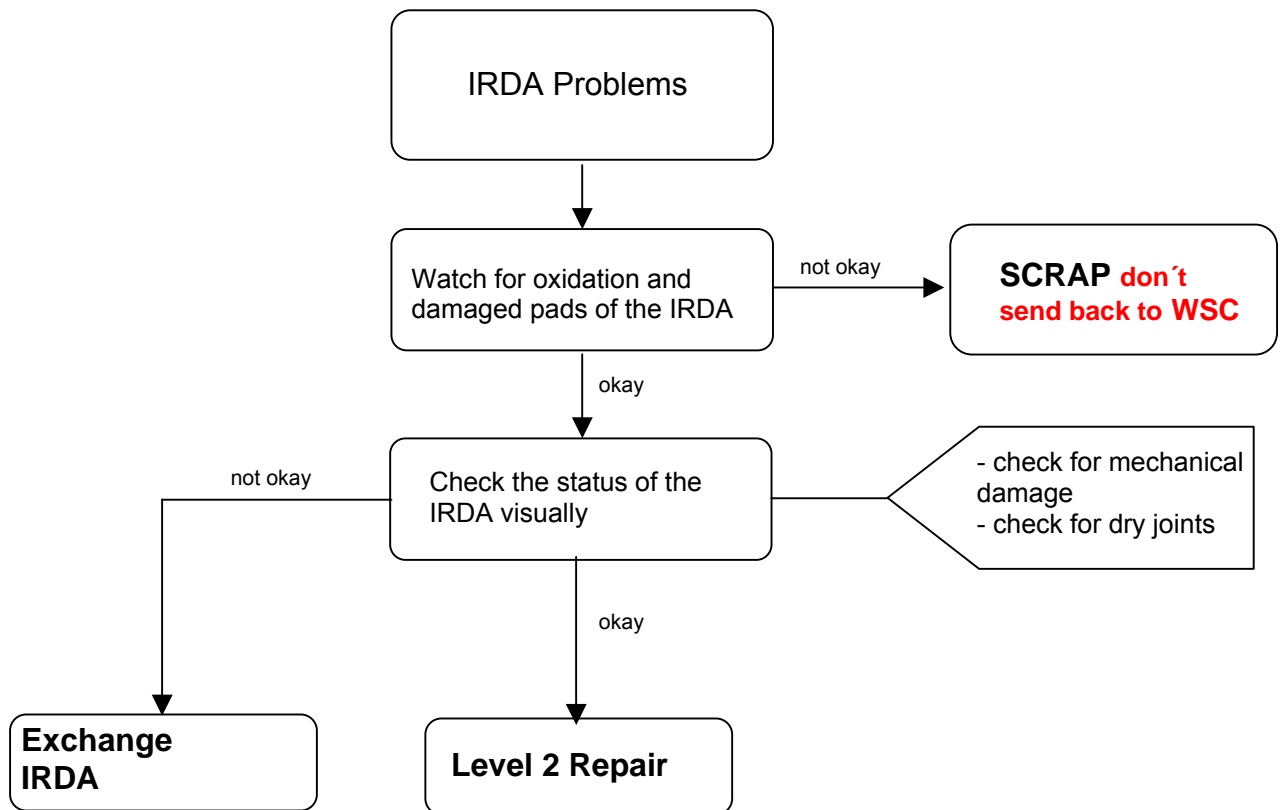 IRDA Problems
Watch for oxidation and
damaged pads of the IRDA
not okay
SCRAP don´t
send back to WSC
okay
Check the status of the
IRDA visually
- check for mechanical
damage
- check for dry joints
not okay
okay
Exchange
IRDA
Level 2 Repair